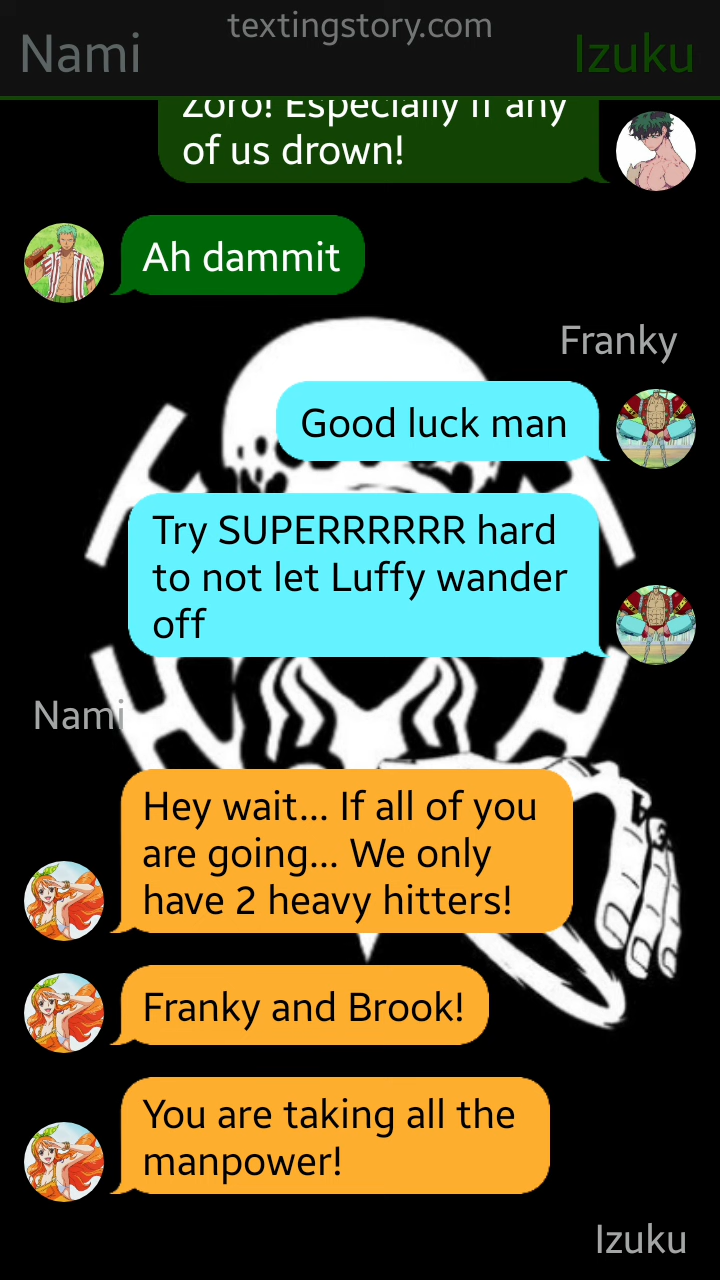 textingstory.com
Nami
Izuku
Zoro! Especially if any
of us drown!
Ah dammit
Franky
Good luck man
Try SUPERRRRRR hard
to not let Luffy wander
off
Nami
Hey wait... If all of you
are going... We only
have 2 heavy hitters!
Franky and Brook!
You are taking all the
manpower!
Izuku